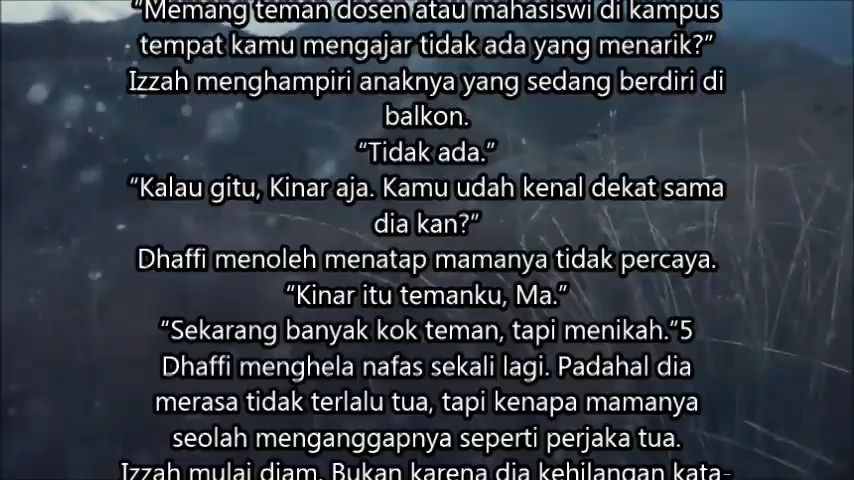 “Memang teman dosen atau mahasiswi di kampus
tempat kamu mengajar tidak ada yang menarik?”
Izzah menghampiri anaknya yang sedang berdiri di
balkon.
“Tidak ada.”
“Kalau gitu, Kinar aja. Kamu udah kenal dekat sama
dia kan?”
Dhaffi menoleh menatap mamanya tidak percaya.
“Kinar itu temanku, Ma.”
“Sekarang banyak kok teman, tapi menikah.”5
Dhaffi menghela nafas sekali lagi. Padahal dia
merasa tidak terlalu tua, tapi kenapa mamanya
seolah menganggapnya seperti perjaka tua.
Izzah mulai diam. Bukan karena dia kehilangan kata-